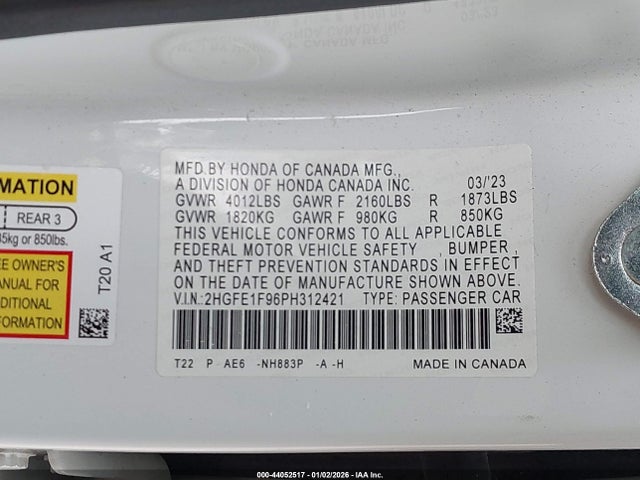 MATION
REAR 3
35kg or 850lbs.
EE OWNER'S
ANUAL FOR
ADDITIONAL
FORMATION
T20 A1
MFD.BY HONDA OF CANADA MFG.,
A DIVISION OF HONDA CANADA INC. 03/'23
GVWR 4012LBS GAWR F 2160LBS R 1873LBS
GVWR 1820KG GAWR F 980KG R 850KG
THIS VEHICLE CONFORMS TO ALL APPLICABLE
FEDERAL MOTOR VEHICLE SAFETY , BUMPER ,
AND THEFT PREVENTION STANDARDS IN EFFECT
ON THE DATE OF MANUFACTURE SHOWN ABOVE.
V.I.N.:2HGFE1F96PH312421 TYPE: PASSENGER CAR
T22 P AE6 -NH883P -A -H MADE IN CANADA
000-44052517 - 01/02/2026 - IAA Inc.